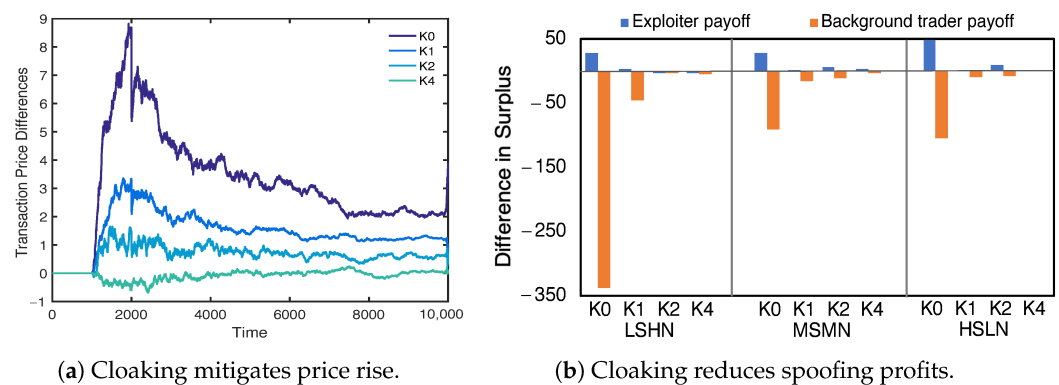 Transaction Price Differences
9
8
7
6
5
4
3
2
1
0
−1
0
2000
4000
6000
8000
10,000
Time
K0
K1
K2
K4
(a) Cloaking mitigates price rise.
Exploiter payoff
Background trader payoff
Difference in Surplus
50
−50
−150
−250
−350
K0 K1 K2 K4 K0 K1 K2 K4 K0 K1 K2 K4
LSHN MSMN HSLN
(b) Cloaking reduces spoofing profits.